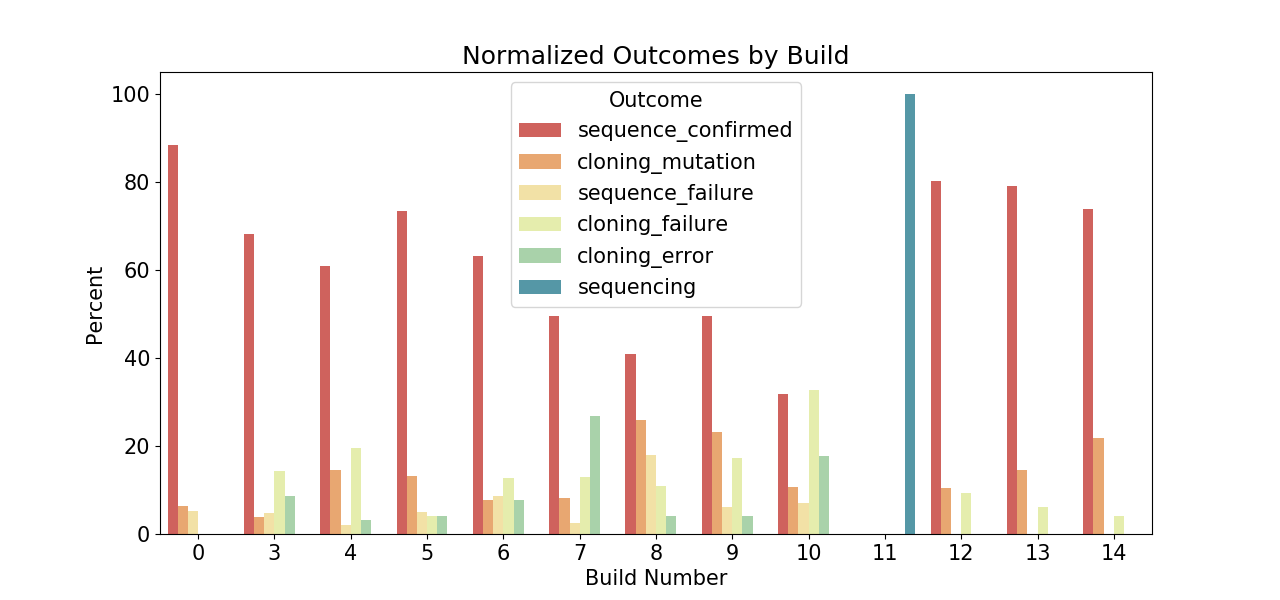 Normalized Outcomes by Build
Outcome
sequence_confirmed
cloning_mutation
sequence_failure
cloning_failure
cloning_error
sequencing
Percent
100
80
60
40
20
0
0 3 4 5 6 7 8 9 10 11 12 13 14
Build Number